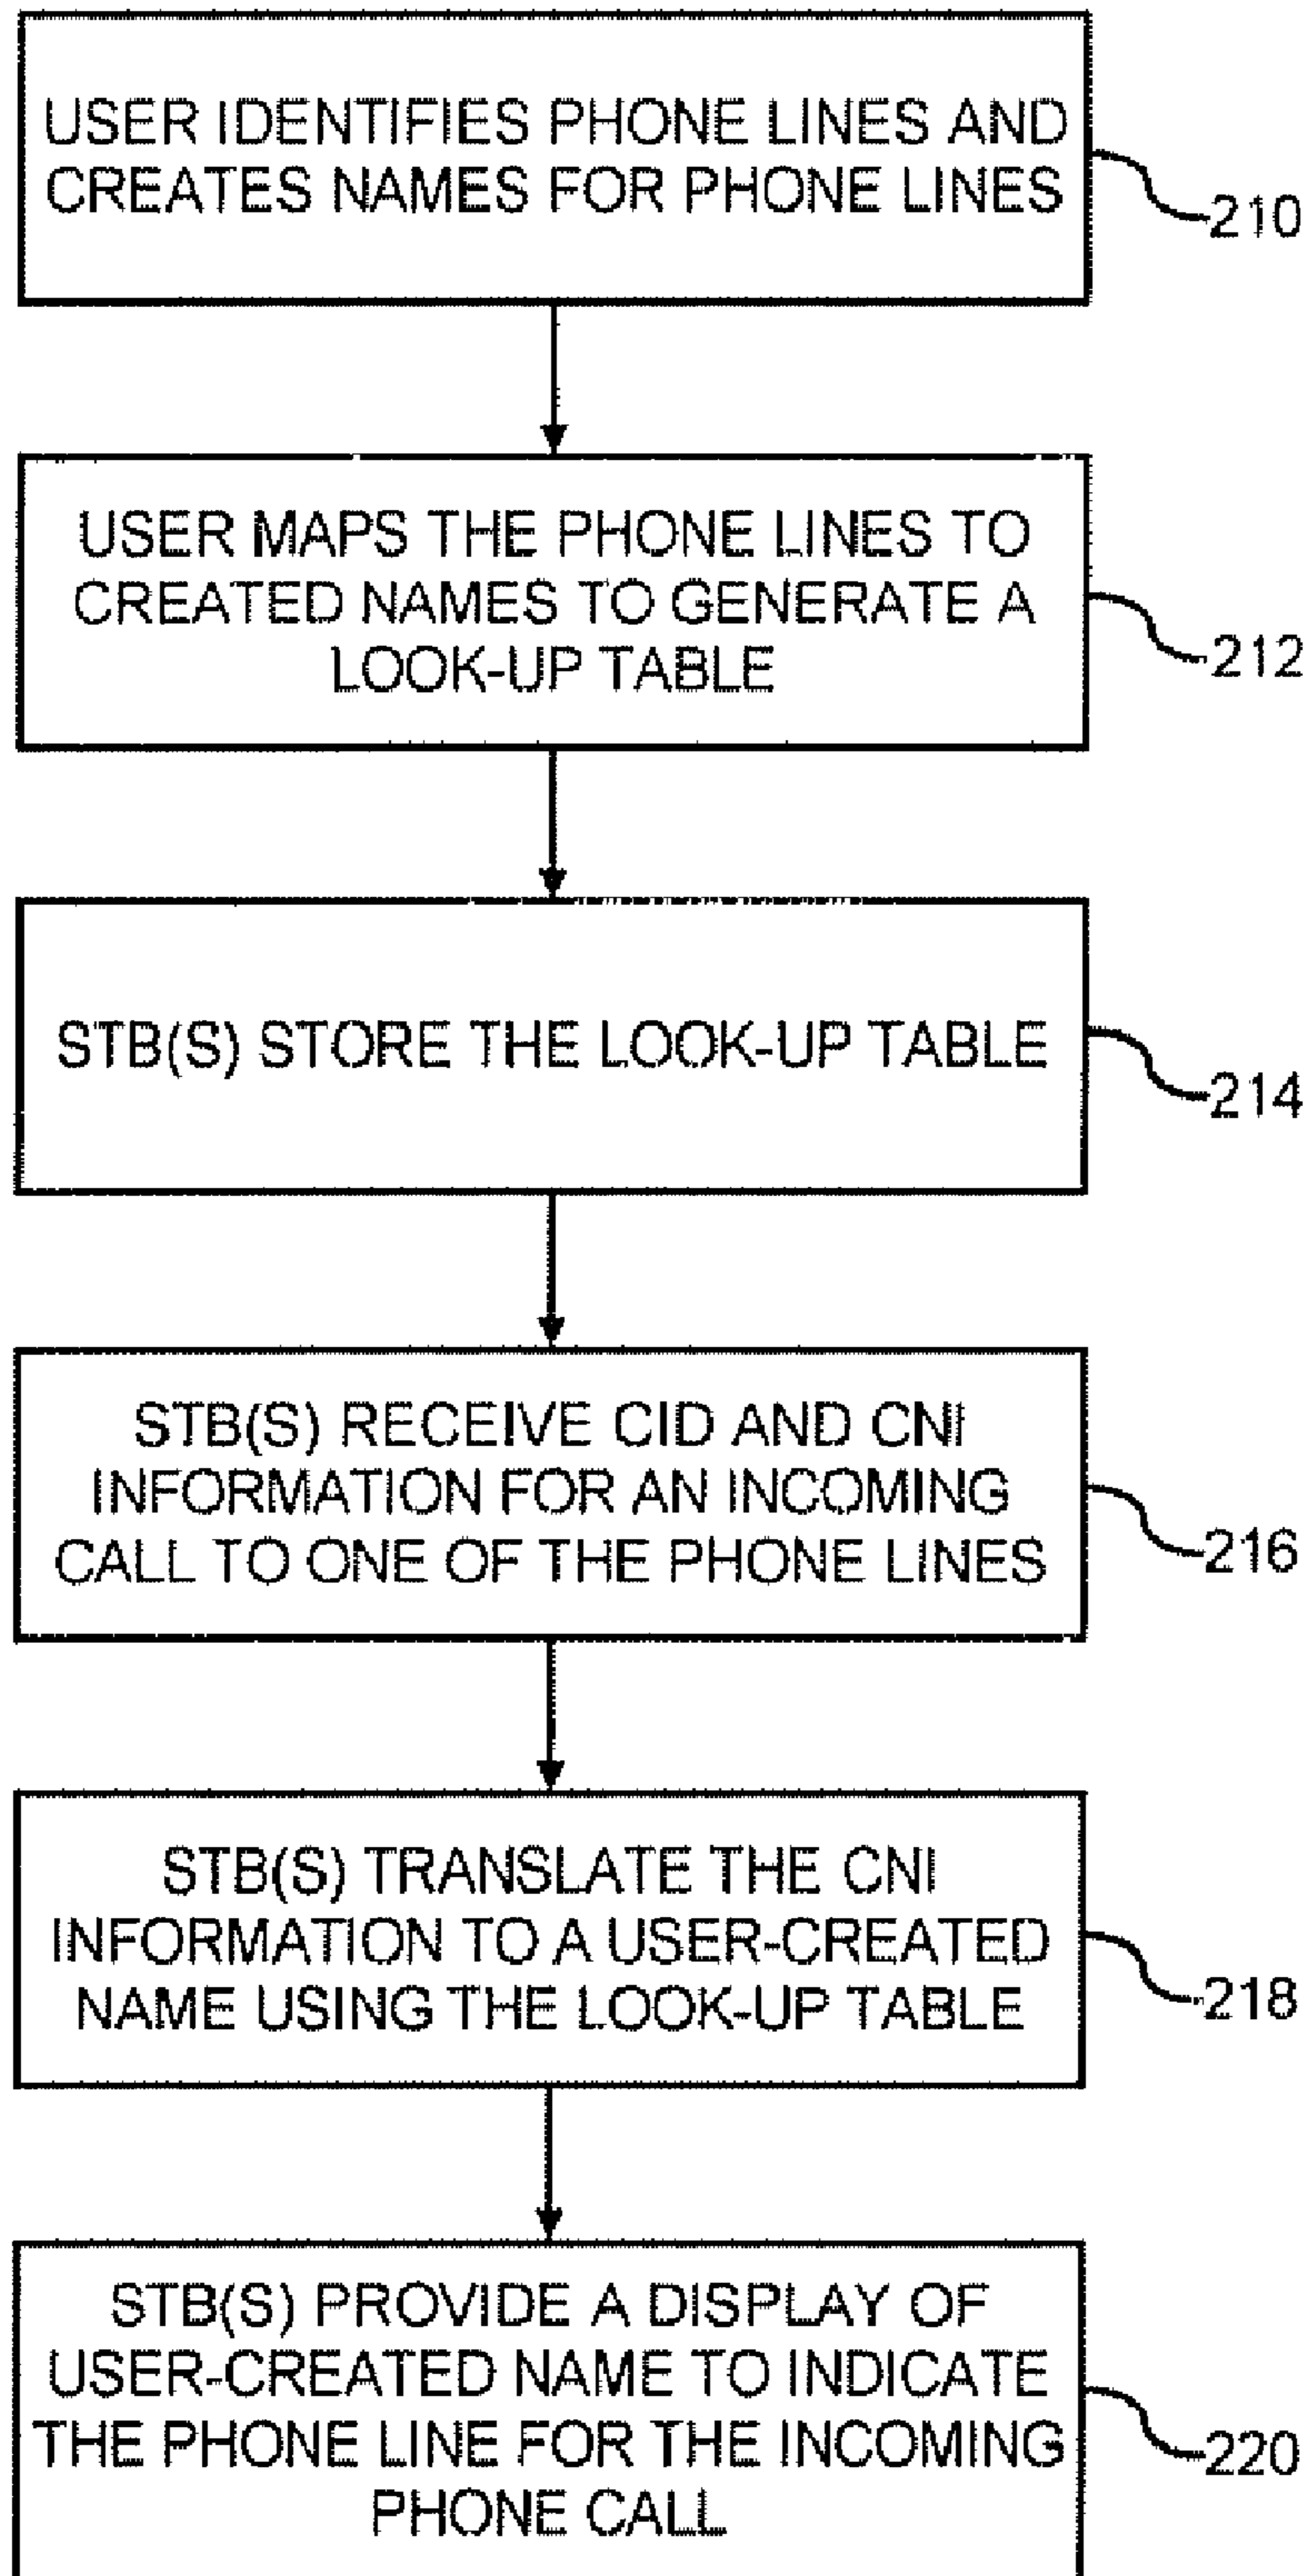 USER IDENTIFIES PHONE LINES AND
CREATES NAMES FOR PHONE LINES
210
USER MAPS THE PHONE LINES TO
CREATED NAMES TO GENERATE A
LOOK-UP TABLE
212
STB(S) STORE THE LOOK-UP TABLE
214
STB(S) RECEIVE CID AND CNI
INFORMATION FOR AN INCOMING
CALL TO ONE OF THE PHONE LINES
216
STB(S) TRANSLATE THE CNI
INFORMATION TO A USER-CREATED
NAME USING THE LOOK-UP TABLE
218
STB(S) PROVIDE A DISPLAY OF
USER-CREATED NAME TO INDICATE
THE PHONE LINE FOR THE INCOMING
PHONE CALL
220